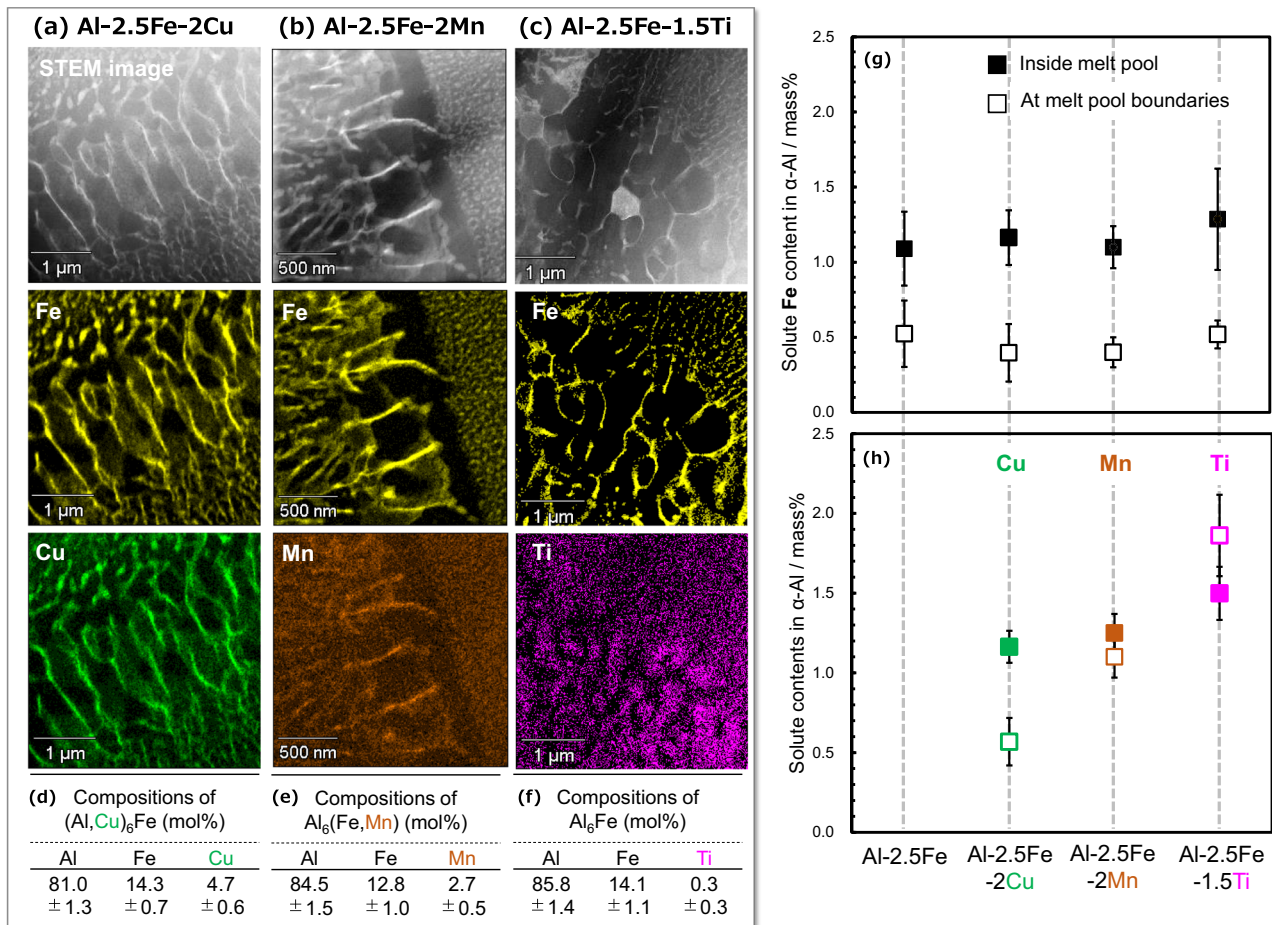 (a) Al-2.5Fe-2Cu
(b) Al-2.5Fe-2Mn
(c) Al-2.5Fe-1.5Ti
STEM image
1 µm
500 nm
1 µm
Fe
Fe
Fe
1 µm
500 nm
1 µm
Cu
Mn
Ti
1 µm
500 nm
1 µm
(d) Compositions of
(Al,Cu)₆Fe (mol%)
Al Fe Cu
81.0 14.3 4.7
±1.3 ±0.7 ±0.6
(e) Compositions of
Al₆(Fe,Mn) (mol%)
Al Fe Mn
84.5 12.8 2.7
±1.5 ±1.0 ±0.5
(f) Compositions of
Al₆Fe (mol%)
Al Fe Ti
85.8 14.1 0.3
±1.4 ±1.1 ±0.3
(g)
Inside melt pool
At melt pool boundaries
Solute Fe content in α-Al / mass%
2.5
2.0
1.5
1.0
0.5
0.0
(h)
Cu Mn Ti
Solute contents in α-Al / mass%
2.5
2.0
1.5
1.0
0.5
0.0
Al-2.5Fe
Al-2.5Fe
-2Cu
Al-2.5Fe
-2Mn
Al-2.5Fe
-1.5Ti